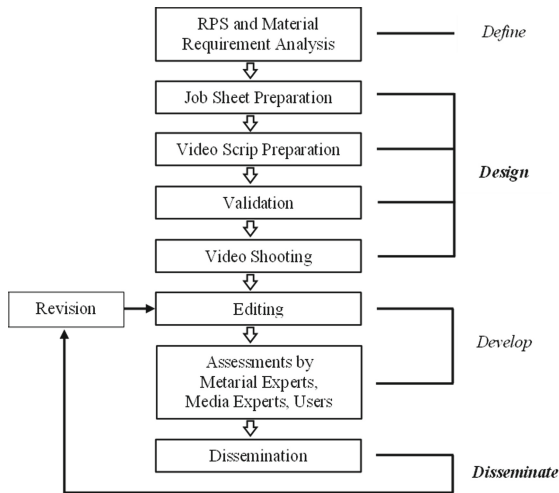 RPS and Material
Requirement Analysis
Define
Job Sheet Preparation
Video Scrip Preparation
Design
Validation
Video Shooting
Revision
Editing
Develop
Assessments by
Metarial Experts,
Media Experts, Users
Dissemination
Disseminate